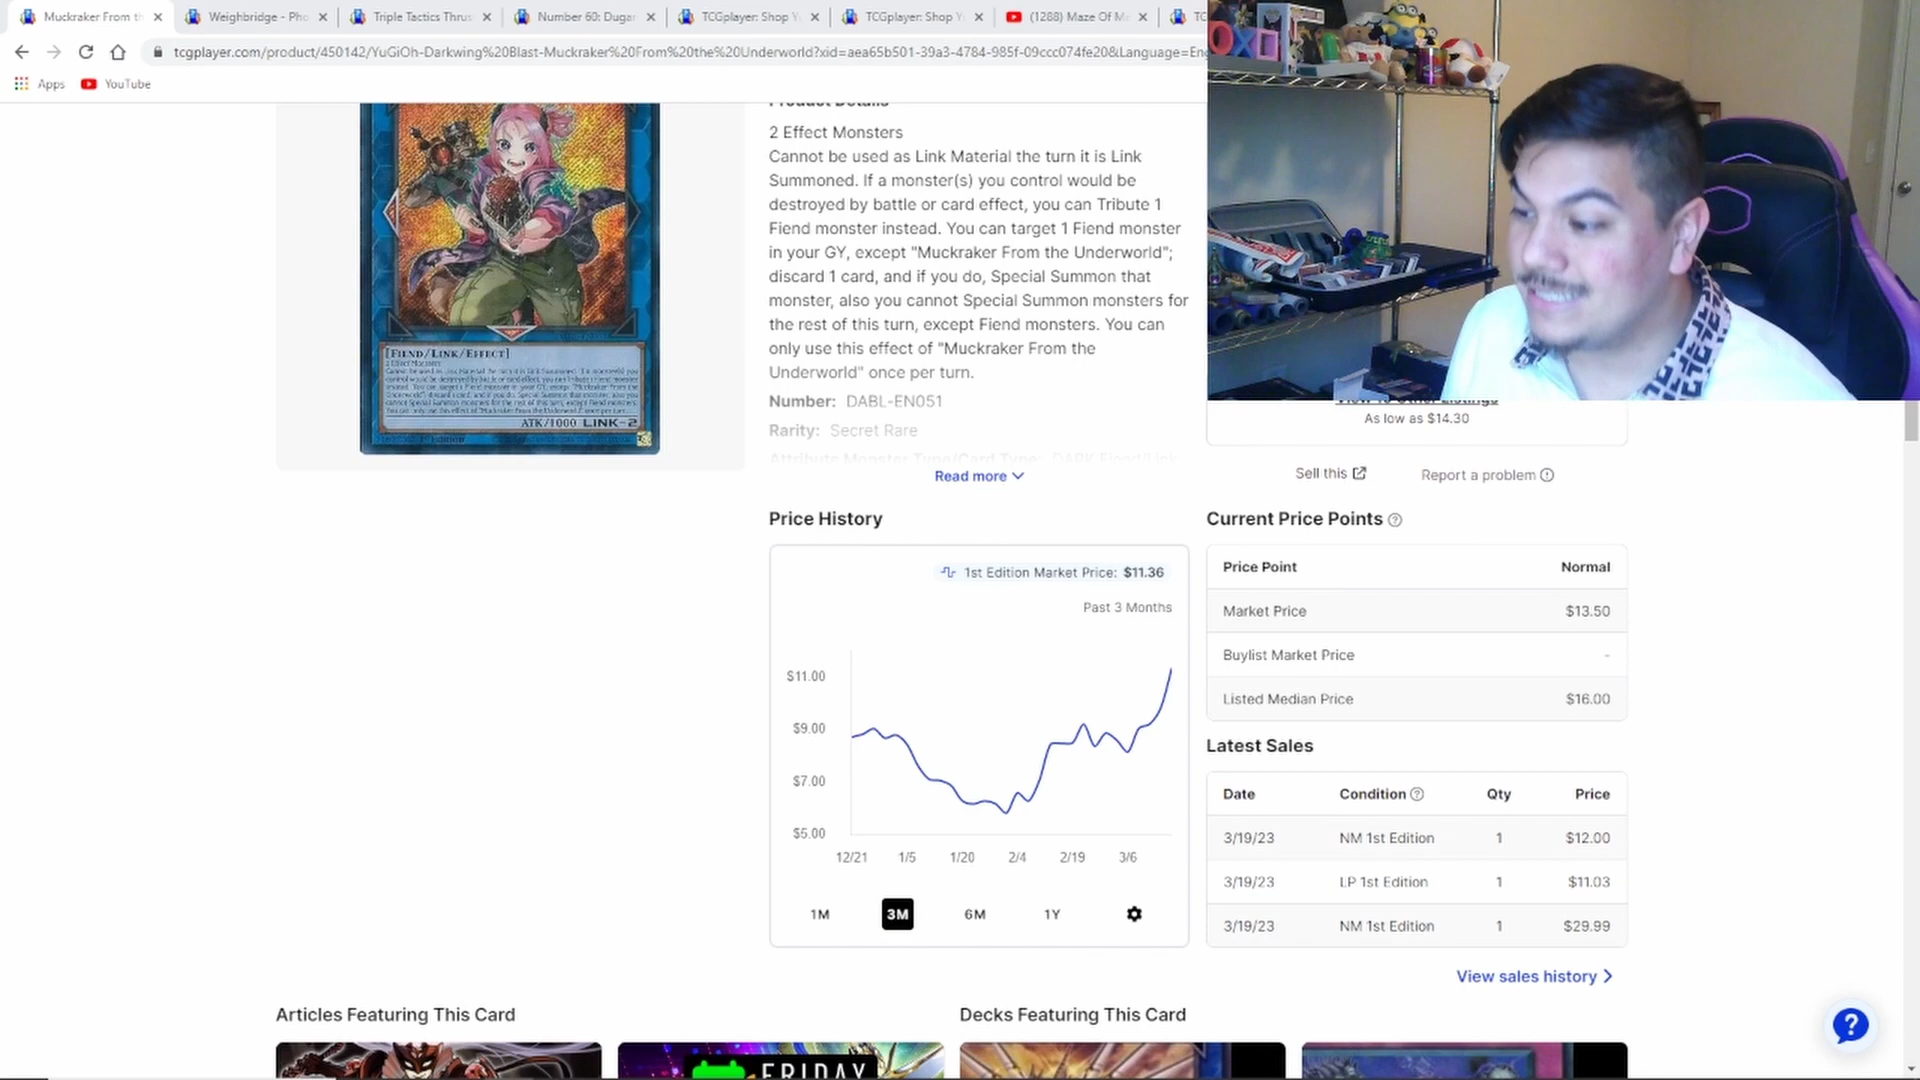 Muckraker From th
Weighbridge - Pho
Triple Tactics Thrus
Number 60: Dugar
TCGplayer: Shop Y
TCGplayer: Shop Y
(1288) Maze Of M
TC
tcgplayer.com/product/450142/YuGiOh-Darkwing%20Blast-Muckraker%20From%20the%20Underworld?xid=aea65b501-39a3-4784-985f-09ccc074fe20&Language=En
Apps
YouTube
Product Details
2 Effect Monsters
Cannot be used as Link Material the turn it is Link
Summoned. If a monster(s) you control would be
destroyed by battle or card effect, you can Tribute 1
Fiend monster instead. You can target 1 Fiend monster
in your GY, except "Muckraker From the Underworld";
discard 1 card, and if you do, Special Summon that
monster, also you cannot Special Summon monsters for
the rest of this turn, except Fiend monsters. You can
only use this effect of "Muckraker From the
Underworld" once per turn.
Number: DABL-EN051
Rarity: Secret Rare
Read more
[FIEND/LINK/EFFECT]
2 Effect Monsters
ATK/1000 LINK-2
1st Edition
As low as $14.30
Sell this
Report a problem
Price History
1st Edition Market Price: $11.36
Past 3 Months
$11.00
$9.00
$7.00
$5.00
12/21
1/5
1/20
2/4
2/19
3/6
1M
3M
6M
1Y
Current Price Points
Price Point Normal
Market Price $13.50
Buylist Market Price -
Listed Median Price $16.00
Latest Sales
Date Condition Qty Price
3/19/23 NM 1st Edition 1 $12.00
3/19/23 LP 1st Edition 1 $11.03
3/19/23 NM 1st Edition 1 $29.99
View sales history
Articles Featuring This Card
Decks Featuring This Card
FRIDAY